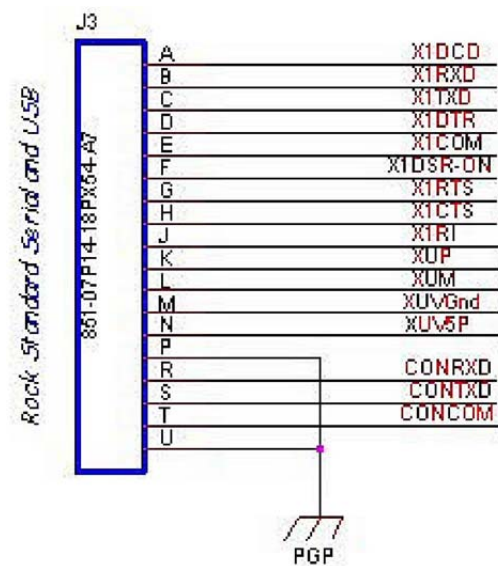 J3
Rock Standard Serial and USB
851-07P14-18PX54-A7
A X1DCD
B X1RXD
C X1TXD
D X1DTR
E X1COM
F X1DSR-ON
G X1RTS
H X1CTS
J X1RI
K XUP
L XUM
M XUVGnd
N XUV5P
P
R CONRXD
S CONTXD
T CONCOM
U
PGP